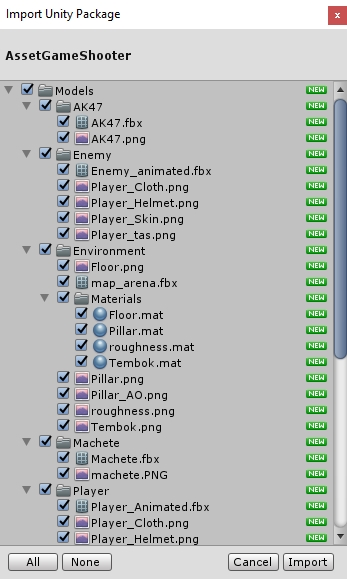 Import Unity Package x
AssetGameShooter
Models NEW
AK47 NEW
AK47.fbx NEW
AK47.png NEW
Enemy NEW
Enemy_animated.fbx NEW
Player_Cloth.png NEW
Player_Helmet.png NEW
Player_Skin.png NEW
Player_tas.png NEW
Environment NEW
Floor.png NEW
map_arena.fbx NEW
Materials NEW
Floor.mat NEW
Pillar.mat NEW
roughness.mat NEW
Tembok.mat NEW
Pillar.png NEW
Pillar_AO.png NEW
roughness.png NEW
Tembok.png NEW
Machete NEW
Machete.fbx NEW
machete.PNG NEW
Player NEW
Player_Animated.fbx NEW
Player_Cloth.png NEW
Player_Helmet.png NEW
All None Cancel Import